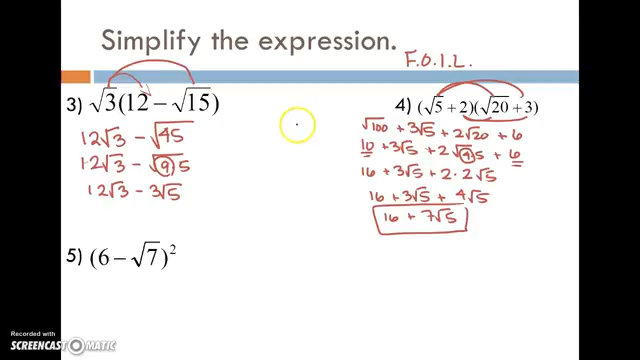 Simplify the expression.
F.O.I.L.
3) √3(12 − √15)
12√3 − √45
12√3 − √9·5
12√3 − 3√5
4) (√5 + 2)(√20 + 3)
√100 + 3√5 + 2√20 + 6
10 + 3√5 + 2√4·5 + 6
16 + 3√5 + 2·2√5
16 + 3√5 + 4√5
16 + 7√5
5) (6 − √7)²
Recorded with
SCREENCAST-O-MATIC